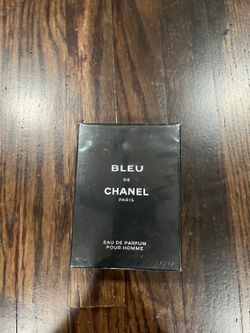 BLEU
DE
CHANEL
PARIS
EAU DE PARFUM
POUR HOMME